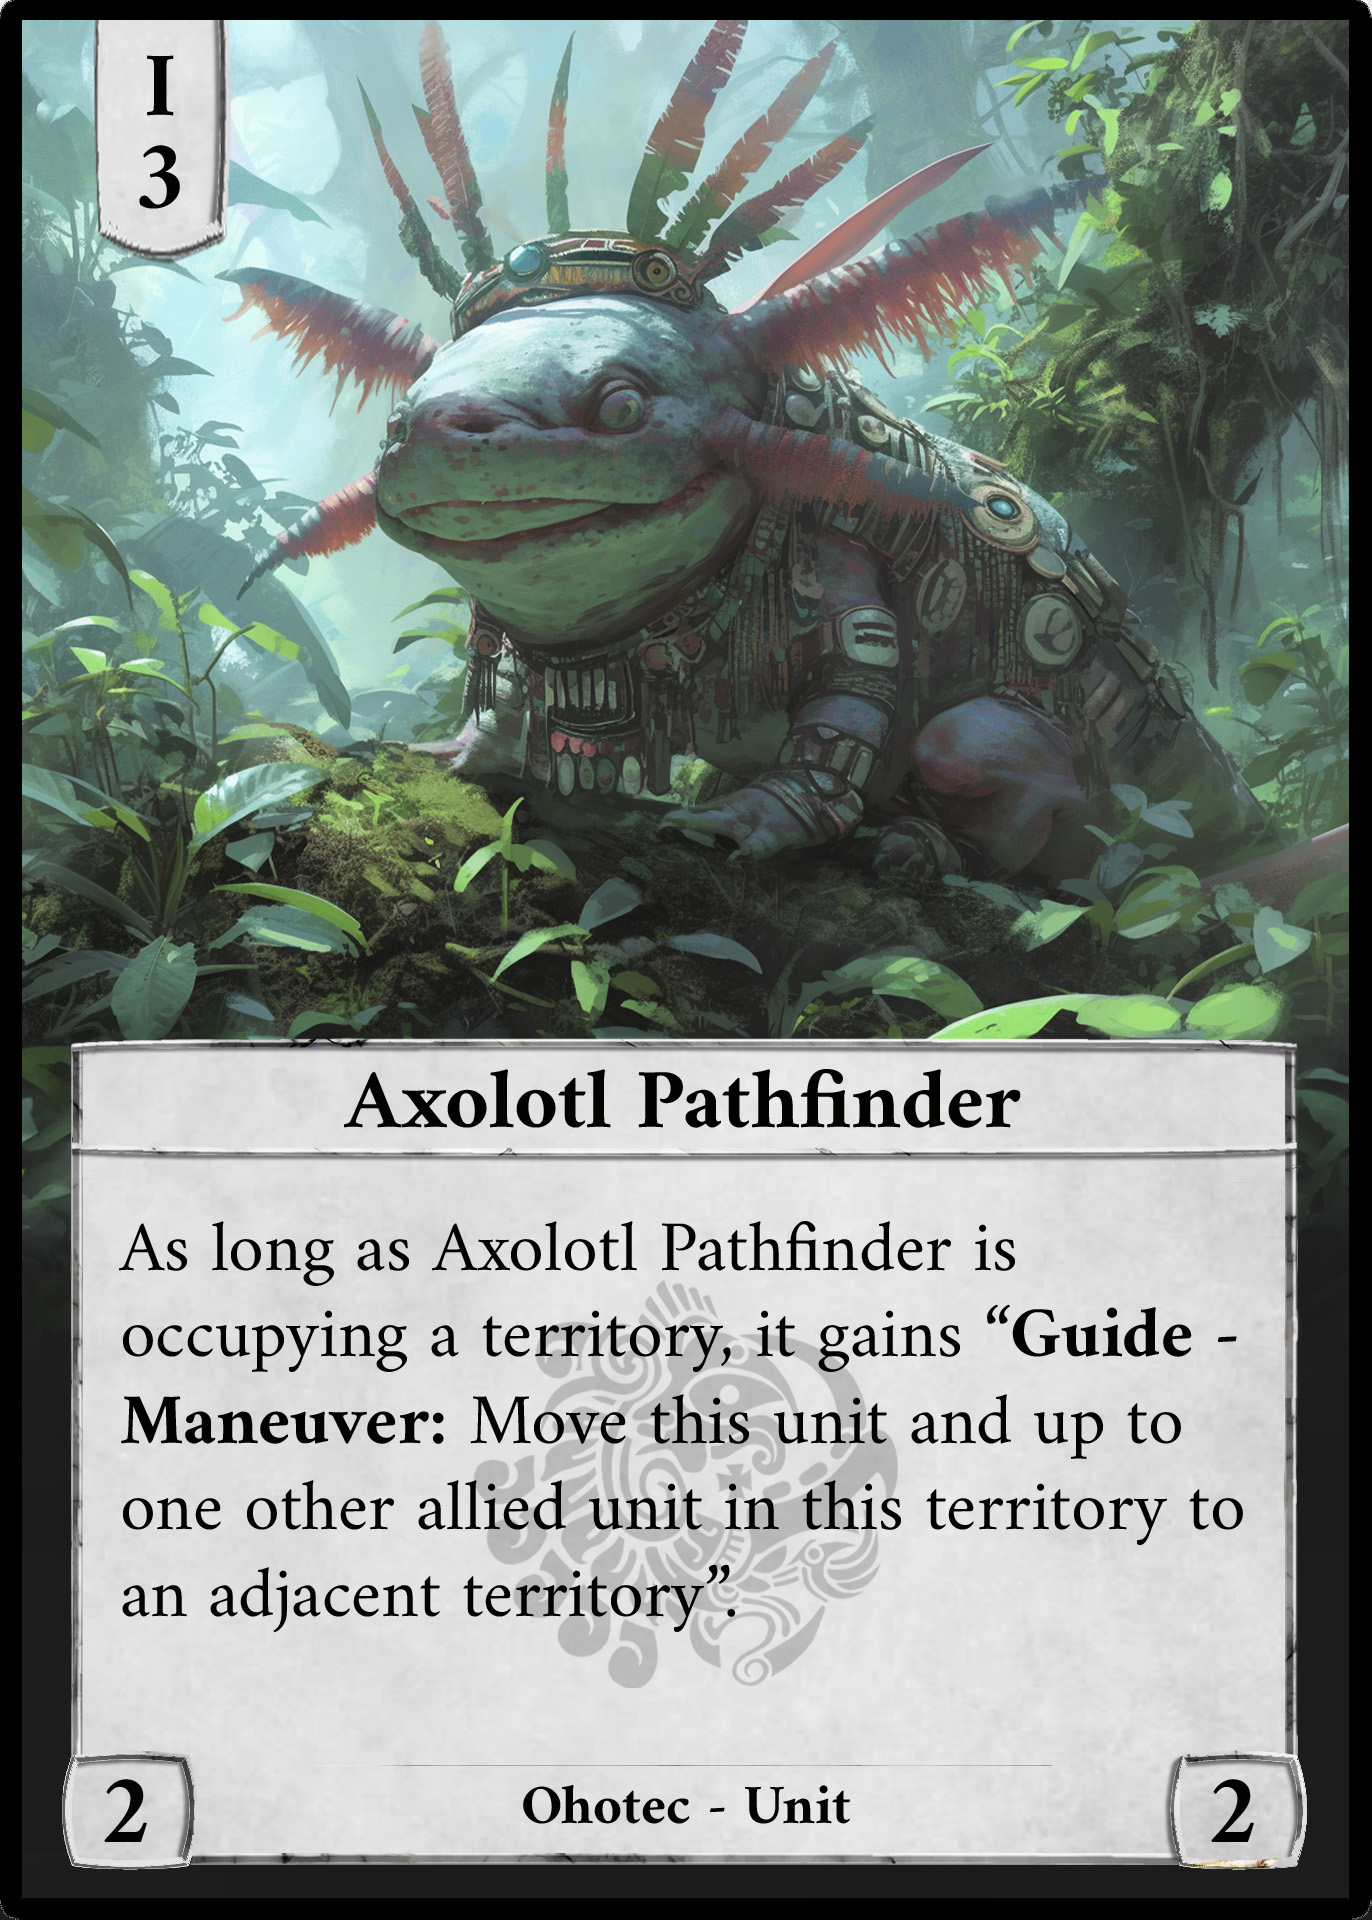 I
3
Axolotl Pathfinder
As long as Axolotl Pathfinder is
occupying a territory, it gains “Guide -
Maneuver: Move this unit and up to
one other allied unit in this territory to
an adjacent territory”.
2
Ohotec - Unit
2